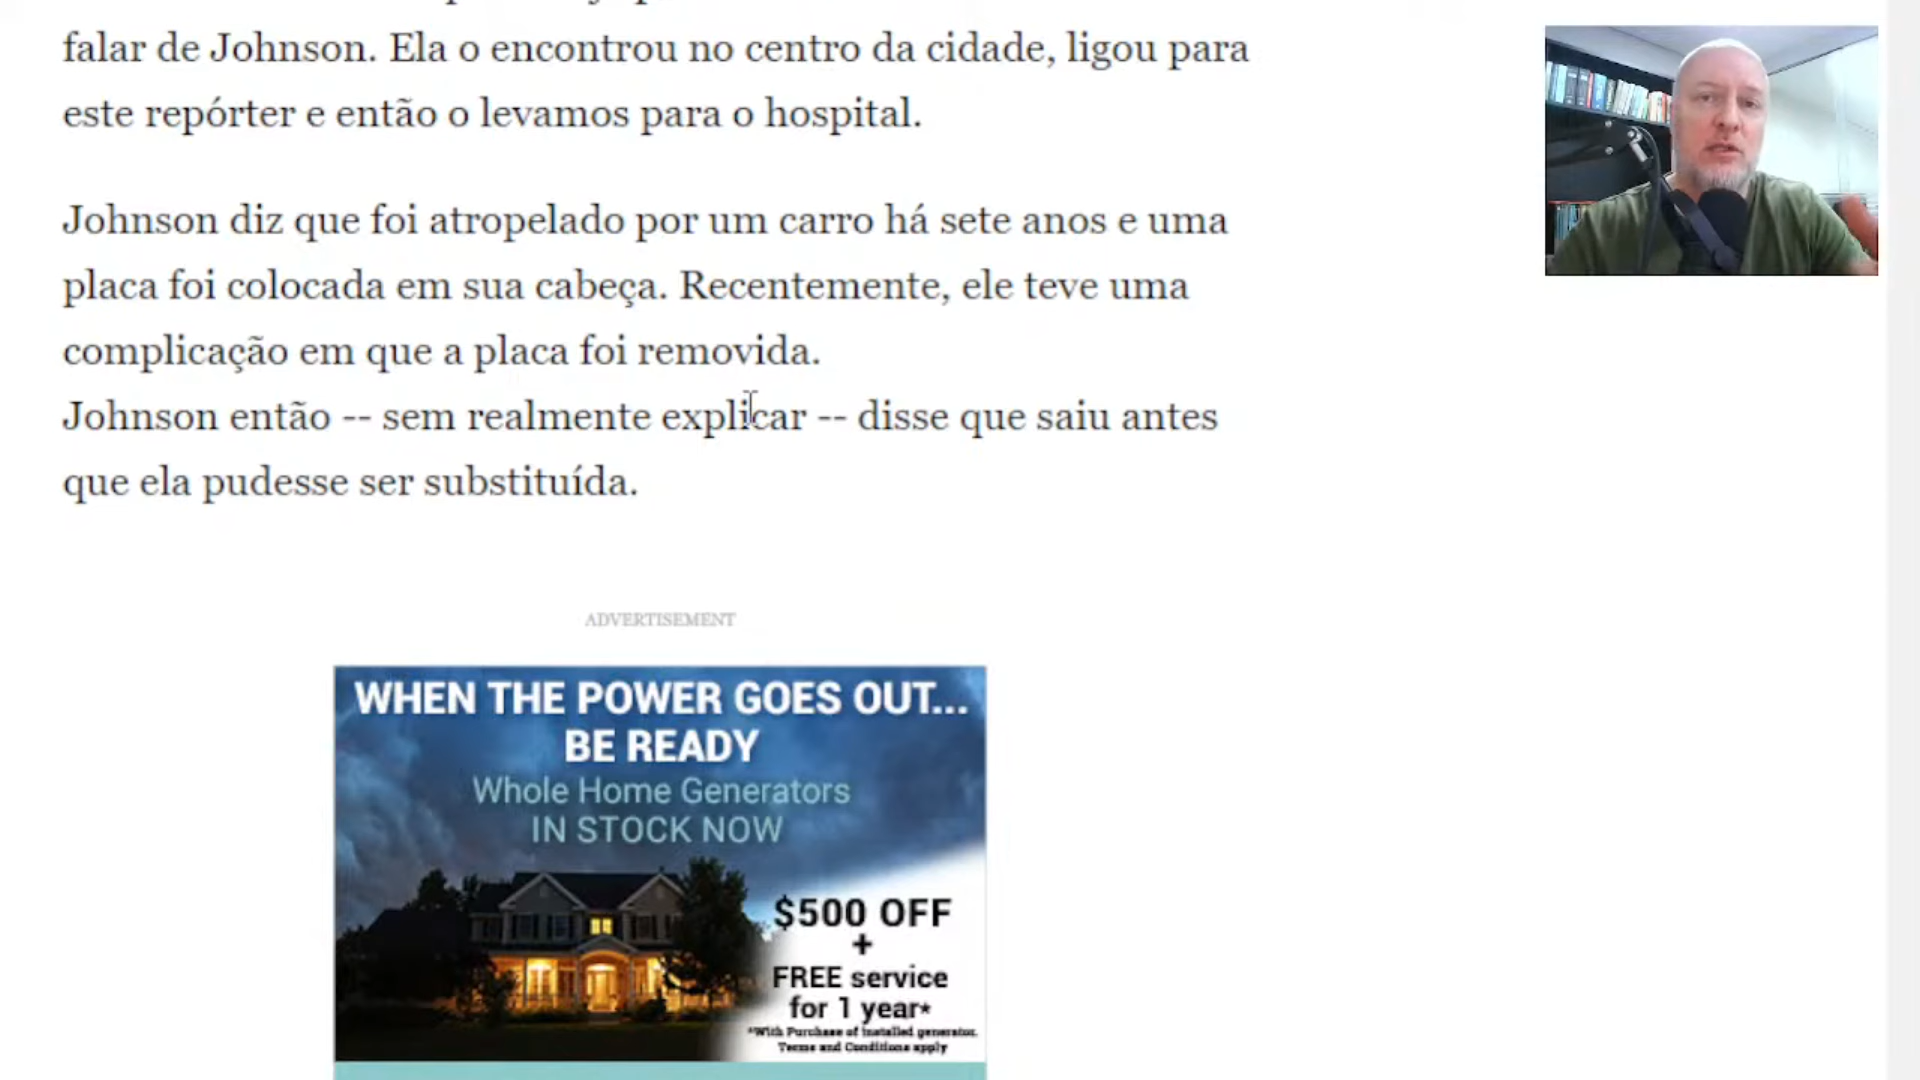 falar de Johnson. Ela o encontrou no centro da cidade, ligou para
este repórter e então o levamos para o hospital.
Johnson diz que foi atropelado por um carro há sete anos e uma
placa foi colocada em sua cabeça. Recentemente, ele teve uma
complicação em que a placa foi removida.
Johnson então -- sem realmente explicar -- disse que saiu antes
que ela pudesse ser substituída.
ADVERTISEMENT
WHEN THE POWER GOES OUT...
BE READY
Whole Home Generators
IN STOCK NOW
$500 OFF
+
FREE service
for 1 year*
*With Purchase of installed generator.
Terms and Conditions apply